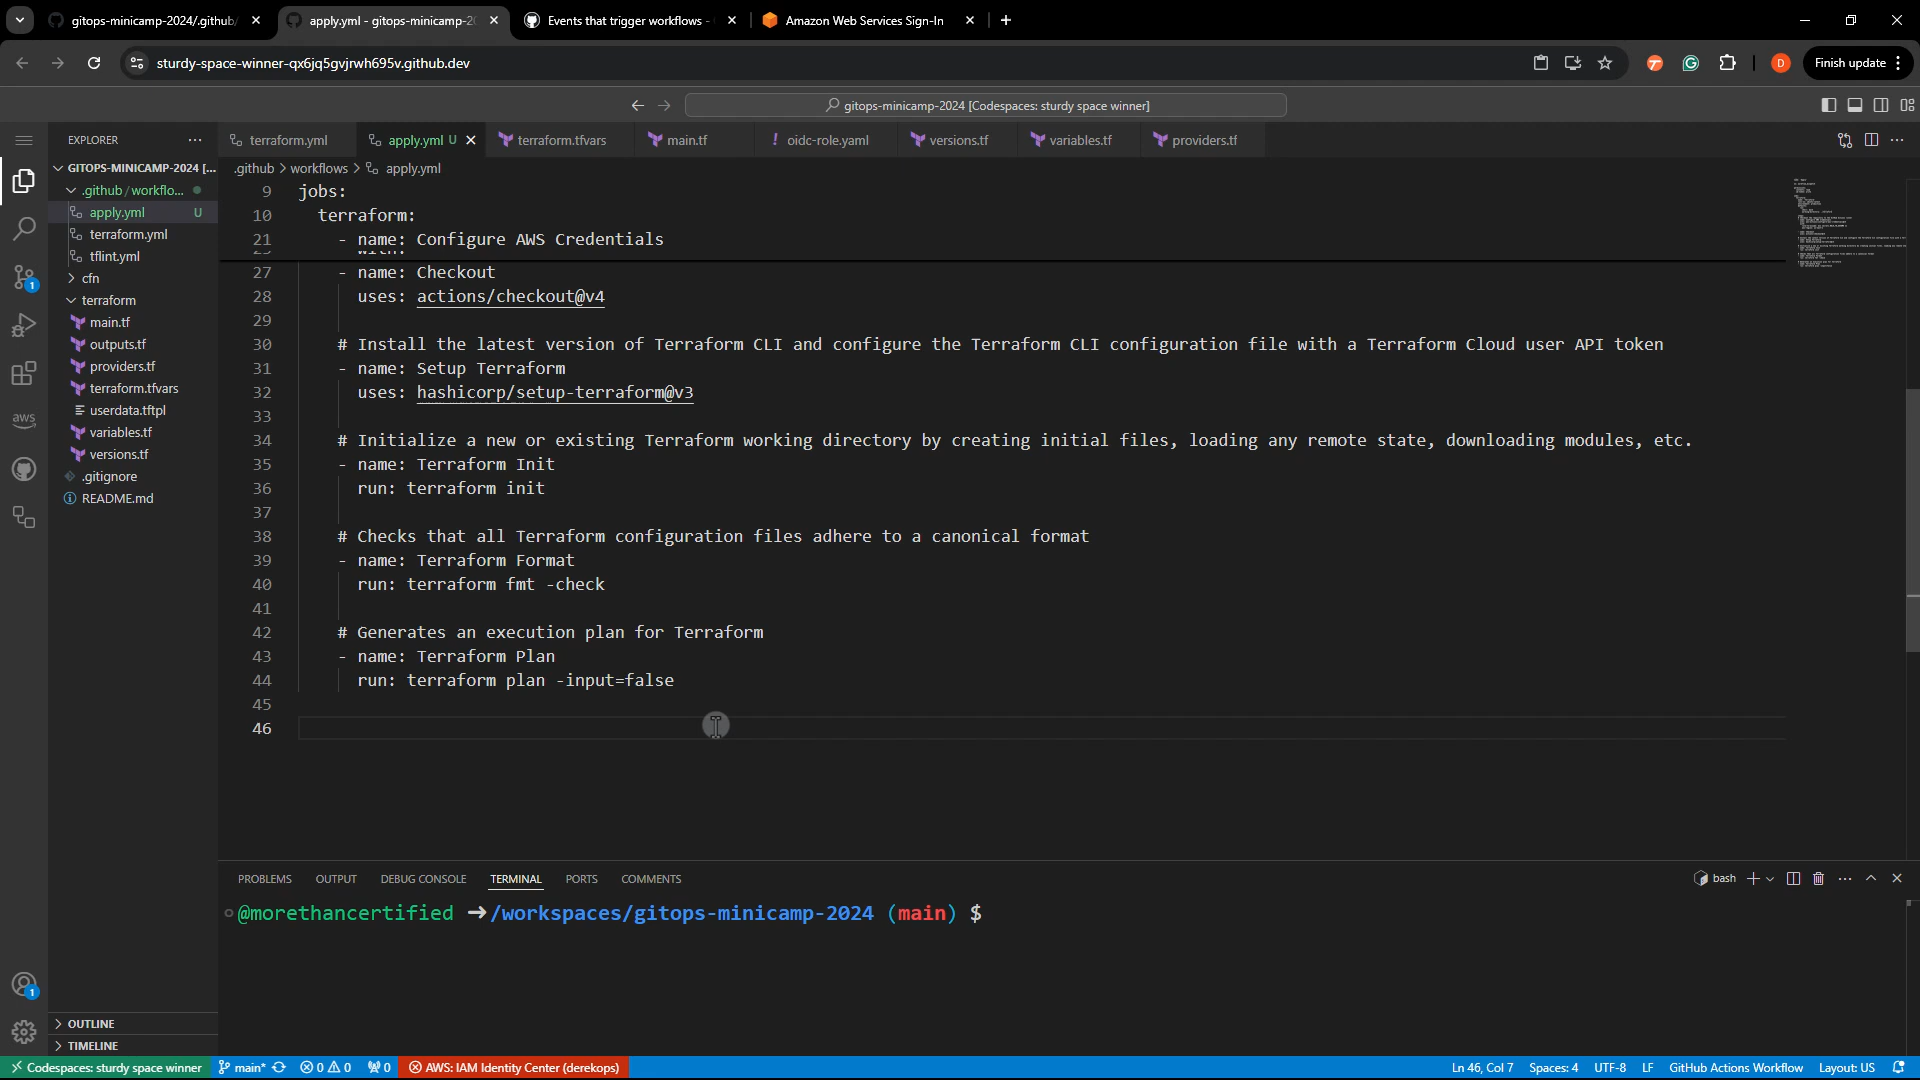 gitops-minicamp-2024/.github/
apply.yml - gitops-minicamp-20
Events that trigger workflows -
Amazon Web Services Sign-In
sturdy-space-winner-qx6jq5gvjrwh695v.github.dev
D
Finish update
gitops-minicamp-2024 [Codespaces: sturdy space winner]
EXPLORER
terraform.yml
apply.yml U
terraform.tfvars
main.tf
oidc-role.yaml
versions.tf
variables.tf
providers.tf
GITOPS-MINICAMP-2024 [...
.github > workflows > apply.yml
.github/workflo...
apply.yml U
terraform.yml
tflint.yml
cfn
terraform
main.tf
outputs.tf
providers.tf
terraform.tfvars
userdata.tftpl
variables.tf
versions.tf
.gitignore
README.md
aws
1
1
OUTLINE
TIMELINE
9 jobs:
10 terraform:
21 - name: Configure AWS Credentials
27 - name: Checkout
28 uses: actions/checkout@v4
29
30 # Install the latest version of Terraform CLI and configure the Terraform CLI configuration file with a Terraform Cloud user API token
31 - name: Setup Terraform
32 uses: hashicorp/setup-terraform@v3
33
34 # Initialize a new or existing Terraform working directory by creating initial files, loading any remote state, downloading modules, etc.
35 - name: Terraform Init
36 run: terraform init
37
38 # Checks that all Terraform configuration files adhere to a canonical format
39 - name: Terraform Format
40 run: terraform fmt -check
41
42 # Generates an execution plan for Terraform
43 - name: Terraform Plan
44 run: terraform plan -input=false
45
46
PROBLEMS OUTPUT DEBUG CONSOLE TERMINAL PORTS COMMENTS
bash
@morethancertified ➜ /workspaces/gitops-minicamp-2024 (main) $
Codespaces: sturdy space winner main* 0 0 0 AWS: IAM Identity Center (derekops)
Ln 46, Col 7 Spaces: 4 UTF-8 LF GitHub Actions Workflow Layout: US